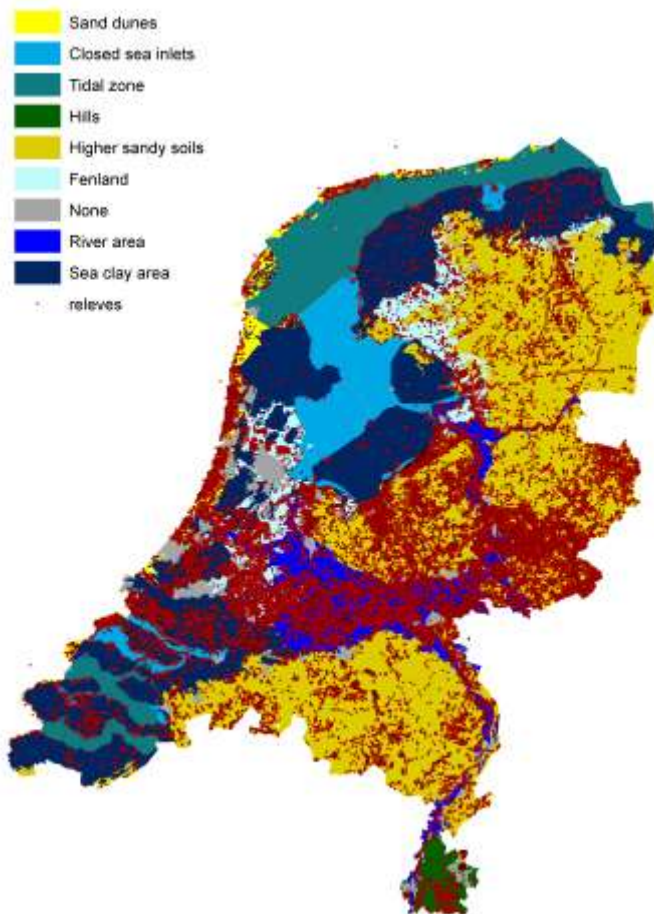 Sand dunes
Closed sea inlets
Tidal zone
Hills
Higher sandy soils
Fenland
None
River area
Sea clay area
releves